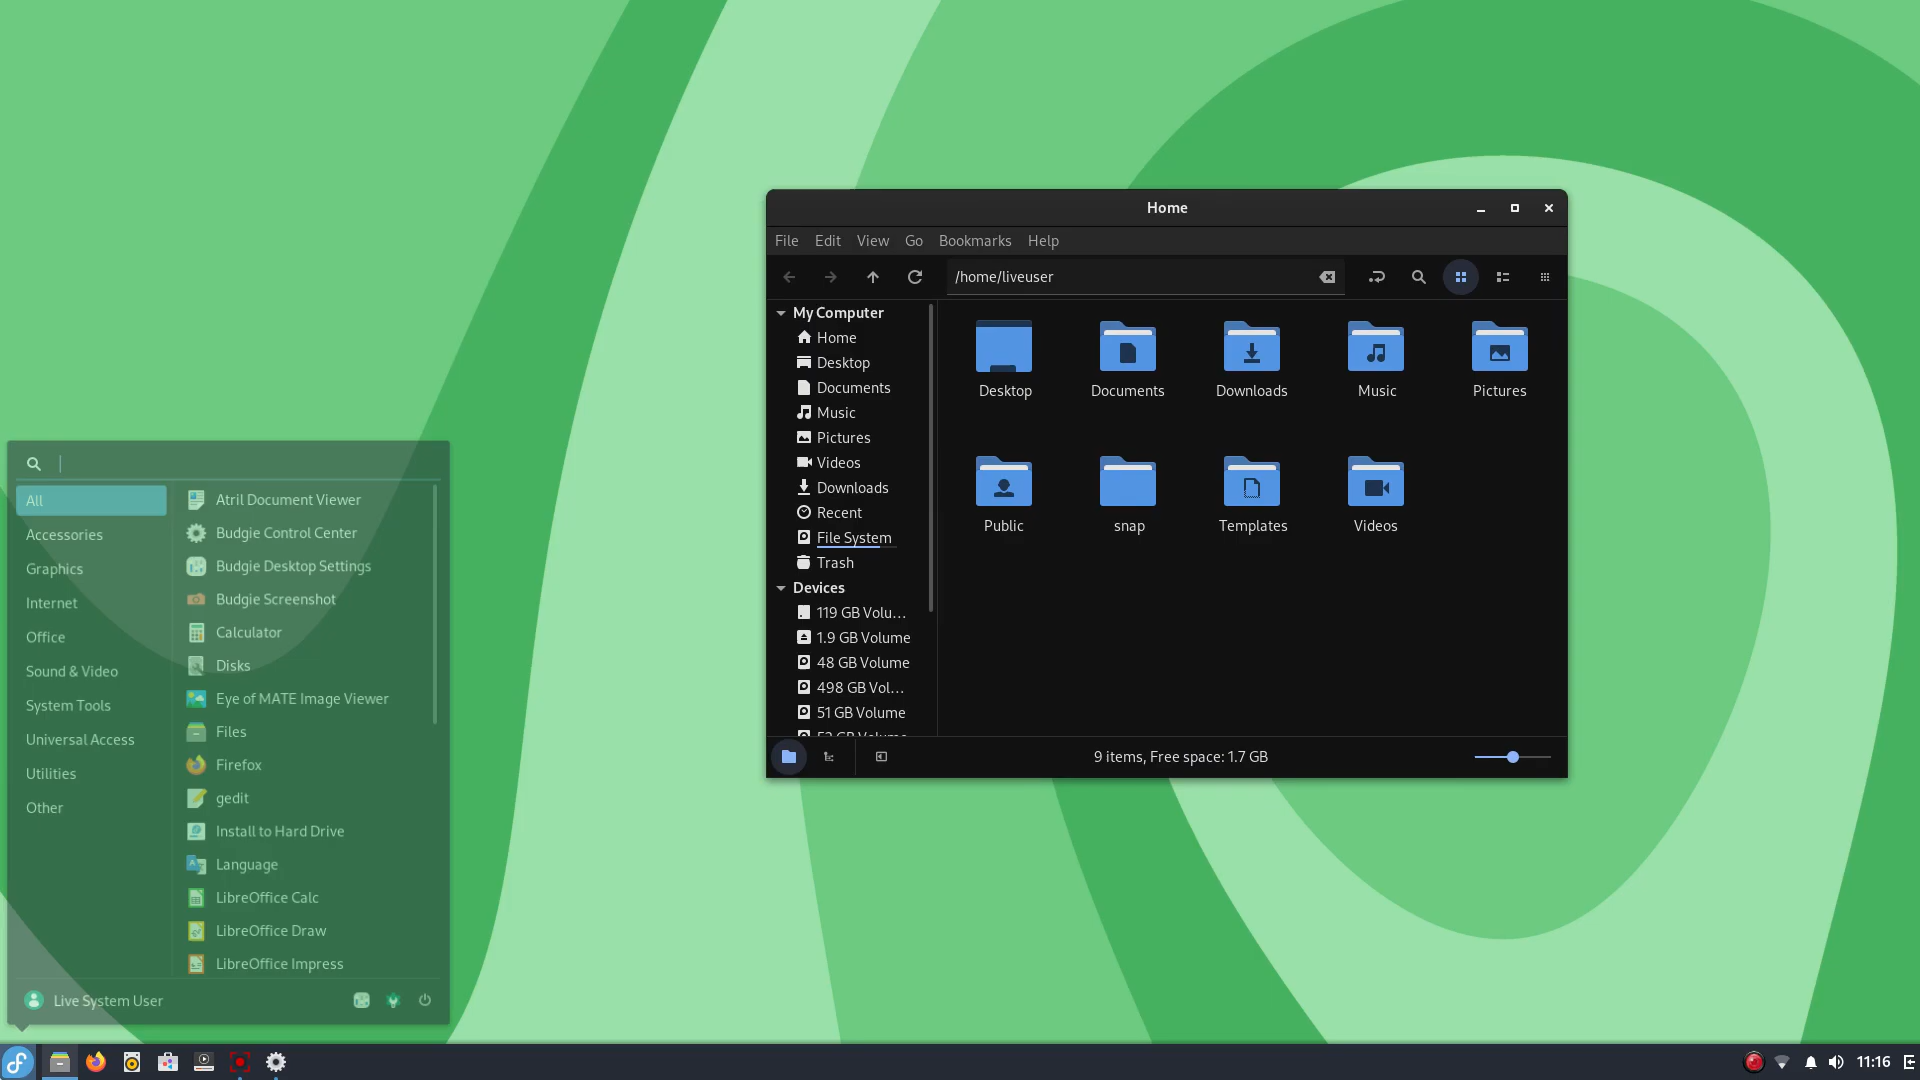 Home
File Edit View Go Bookmarks Help
/home/liveuser
My Computer
Home
Desktop
Documents
Music
Pictures
Videos
Downloads
Recent
File System
Trash
Devices
119 GB Volu...
1.9 GB Volume
48 GB Volume
498 GB Vol...
51 GB Volume
Desktop Documents Downloads Music Pictures
Public snap Templates Videos
9 items, Free space: 1.7 GB
All
Accessories
Graphics
Internet
Office
Sound & Video
System Tools
Universal Access
Utilities
Other
Atril Document Viewer
Budgie Control Center
Budgie Desktop Settings
Budgie Screenshot
Calculator
Disks
Eye of MATE Image Viewer
Files
Firefox
gedit
Install to Hard Drive
Language
LibreOffice Calc
LibreOffice Draw
LibreOffice Impress
Live System User
11:16